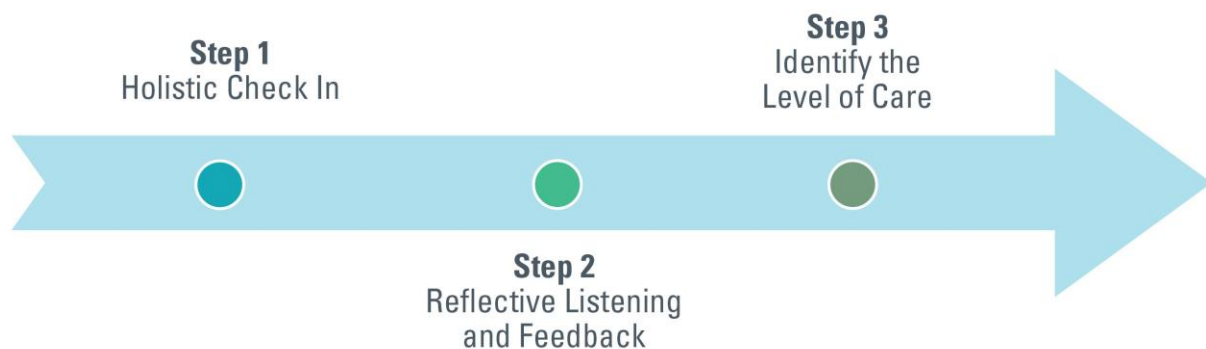 Step 1
Holistic Check In
Step 2
Reflective Listening
and Feedback
Step 3
Identify the
Level of Care